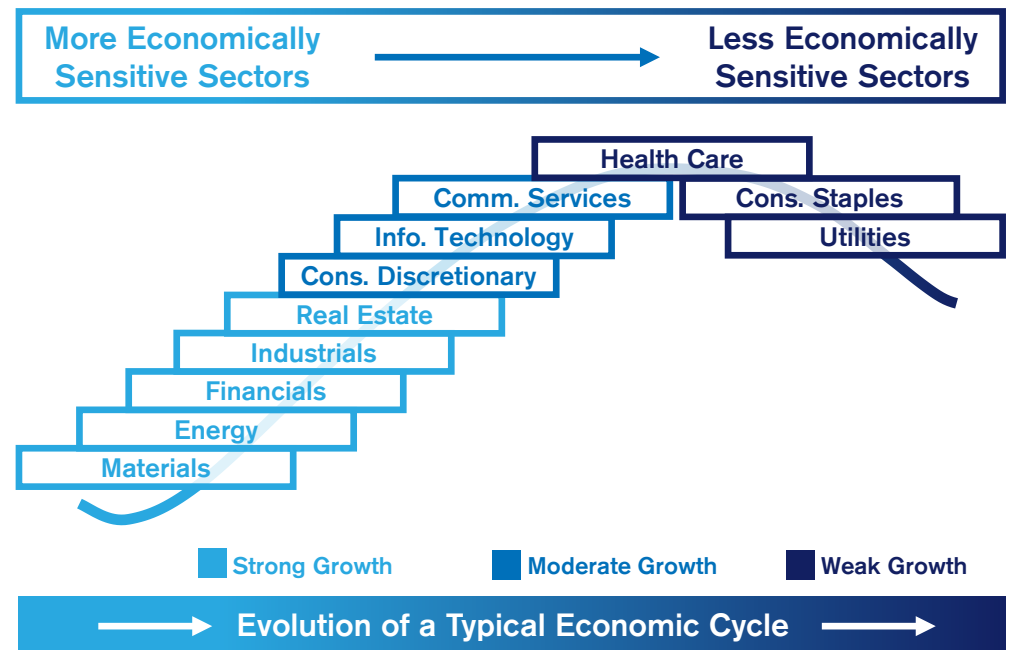 More Economically
Sensitive Sectors
Less Economically
Sensitive Sectors
Health Care
Comm. Services
Cons. Staples
Info. Technology
Utilities
Cons. Discretionary
Real Estate
Industrials
Financials
Energy
Materials
Strong Growth
Moderate Growth
Weak Growth
Evolution of a Typical Economic Cycle